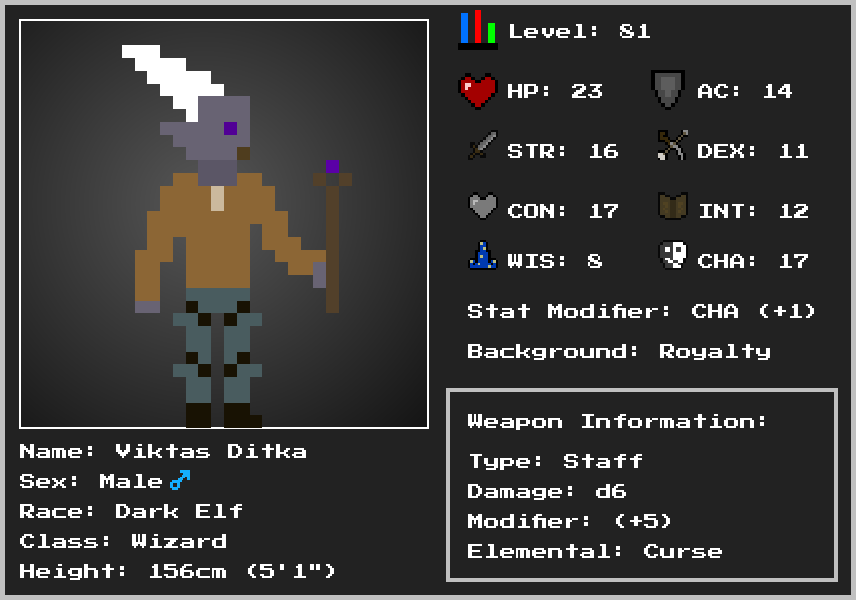 Level: 81
HP: 23
AC: 14
STR: 16
DEX: 11
CON: 17
INT: 12
WIS: 8
CHA: 17
Stat Modifier: CHA (+1)
Background: Royalty
Weapon Information:
Type: Staff
Damage: d6
Modifier: (+5)
Elemental: Curse
Name: Viktas Ditka
Sex: Male ♂
Race: Dark Elf
Class: Wizard
Height: 156cm (5'1")